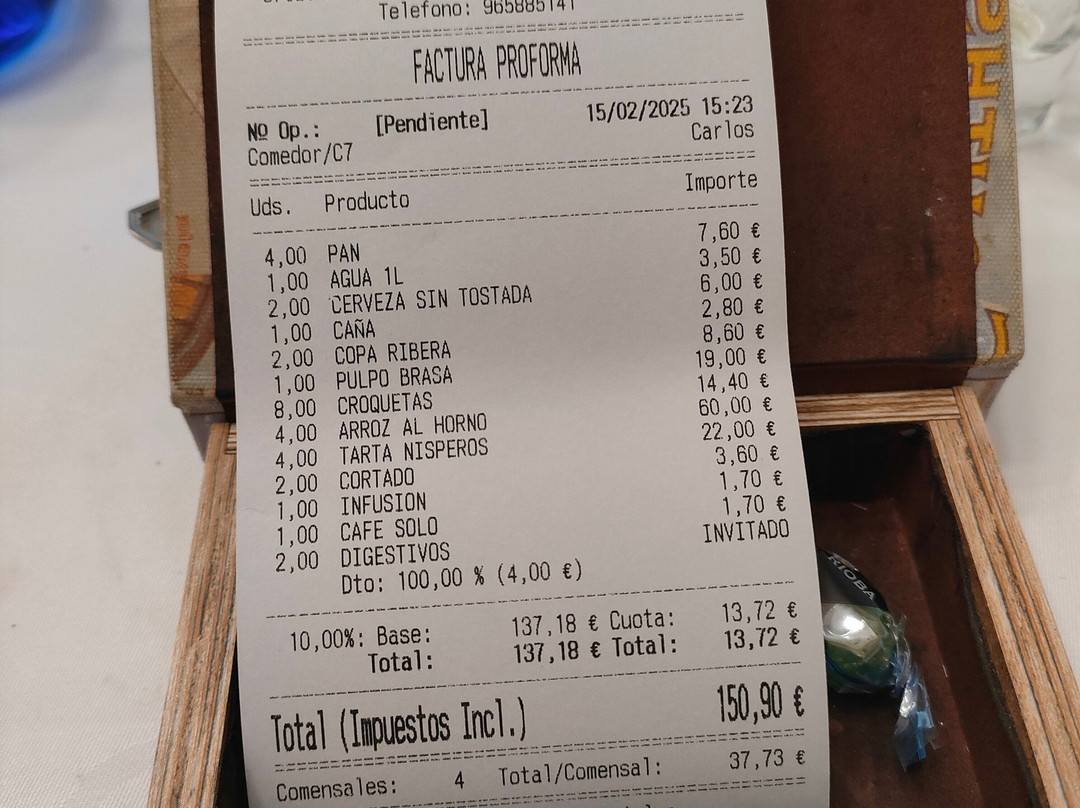 Telefono: 965885141
FACTURA PROFORMA
Nº Op.: [Pendiente] 15/02/2025 15:23
Comedor/C7 Carlos
Uds. Producto Importe
4,00 PAN 7,60 €
1,00 AGUA 1L 3,50 €
2,00 CERVEZA SIN TOSTADA 6,00 €
1,00 CAÑA 2,80 €
2,00 COPA RIBERA 8,60 €
1,00 PULPO BRASA 19,00 €
8,00 CROQUETAS 14,40 €
4,00 ARROZ AL HORNO 60,00 €
4,00 TARTA NISPEROS 22,00 €
2,00 CORTADO 3,60 €
1,00 INFUSION 1,70 €
1,00 CAFE SOLO 1,70 €
2,00 DIGESTIVOS INVITADO
Dto: 100,00 % (4,00 €)
10,00%: Base: 137,18 € Cuota: 13,72 €
Total: 137,18 € Total: 13,72 €
Total (Impuestos Incl.) 150,90 €
Comensales: 4 Total/Comensal: 37,73 €
RIOBA